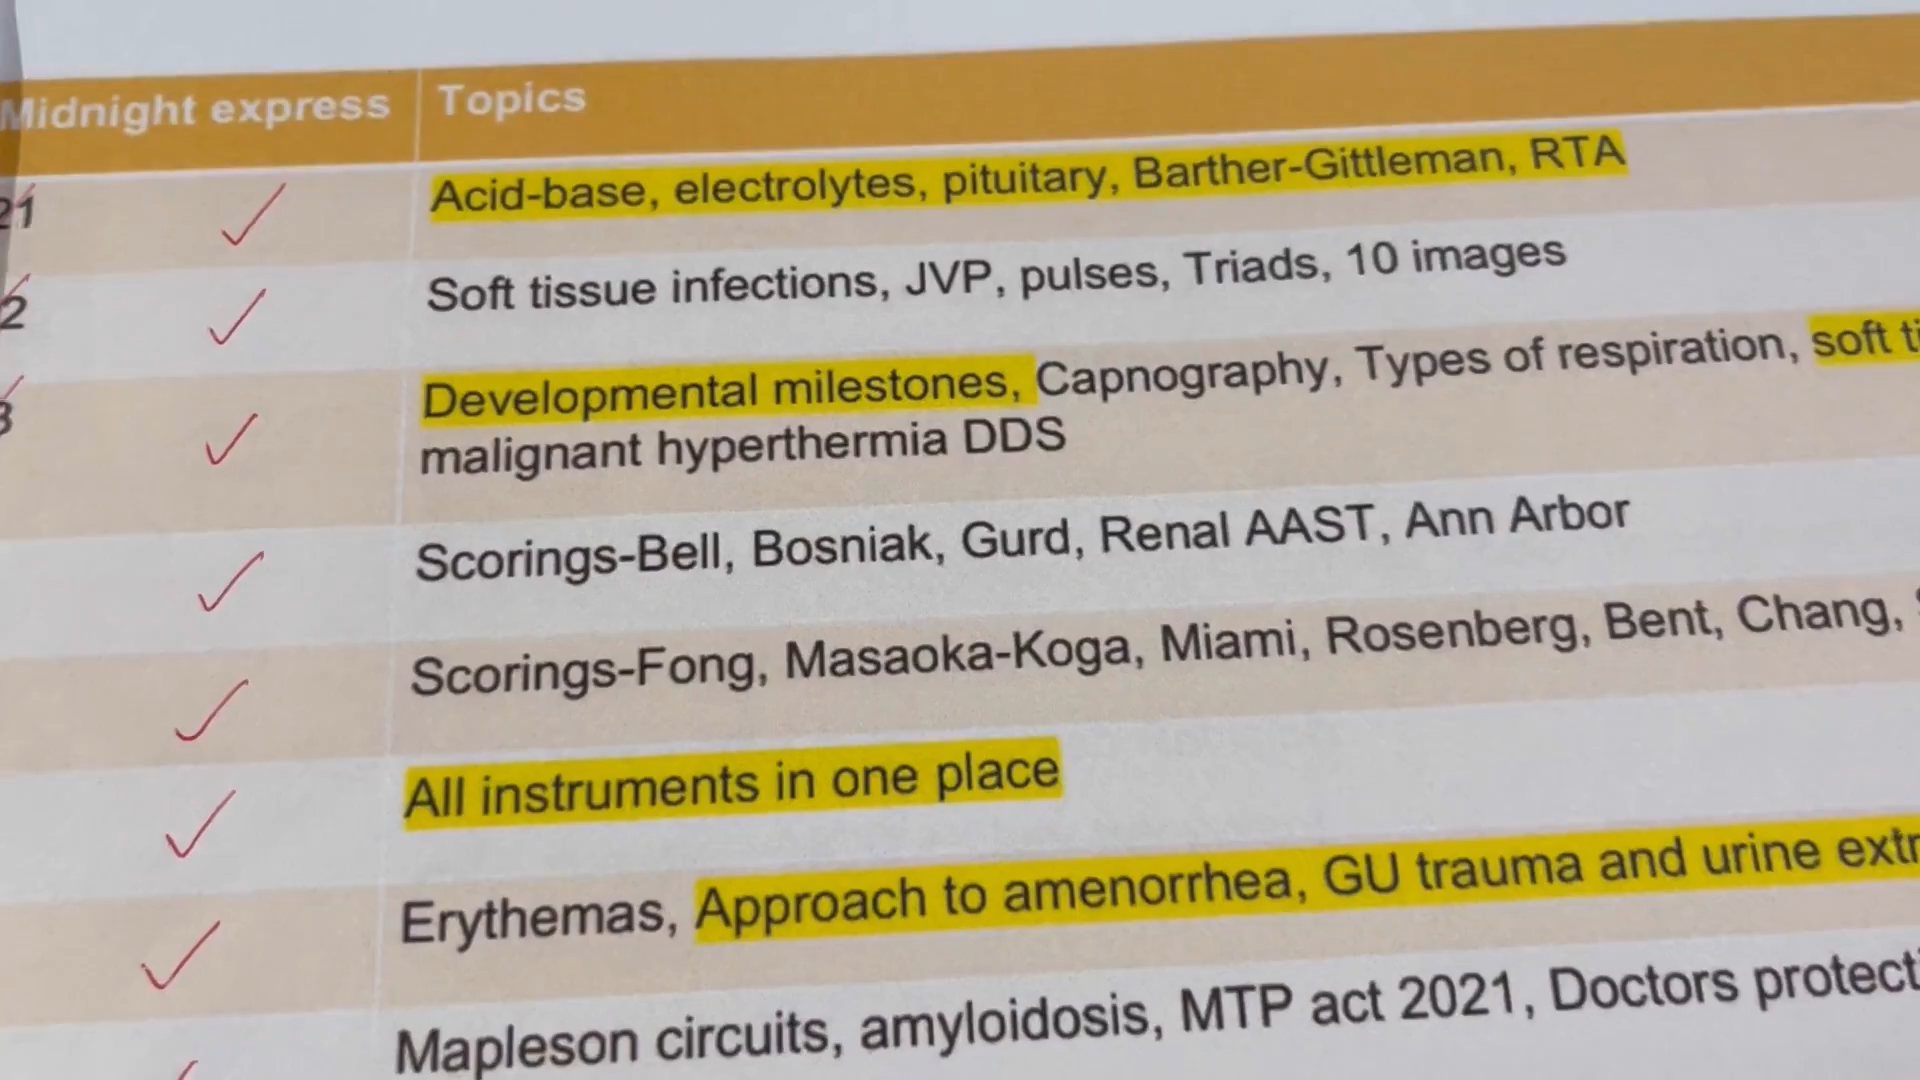 Midnight express Topics
21 Acid-base, electrolytes, pituitary, Barther-Gittleman, RTA
2 Soft tissue infections, JVP, pulses, Triads, 10 images
3 Developmental milestones, Capnography, Types of respiration, soft
malignant hyperthermia DDS
Scorings-Bell, Bosniak, Gurd, Renal AAST, Ann Arbor
Scorings-Fong, Masaoka-Koga, Miami, Rosenberg, Bent, Chang,
All instruments in one place
Erythemas, Approach to amenorrhea, GU trauma and urine
Mapleson circuits, amyloidosis, MTP act 2021, Doctors